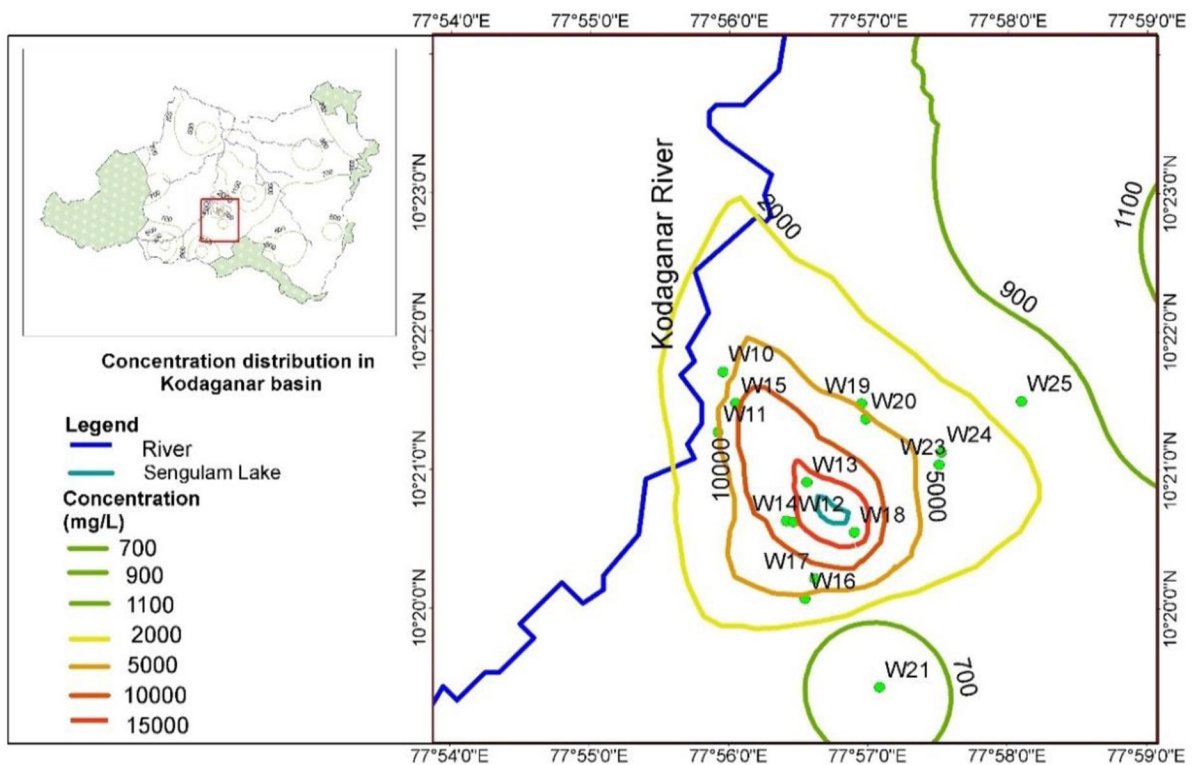 77°54'0"E
77°55'0"E
77°56'0"E
77°57'0"E
77°58'0"E
77°59'0"E
Concentration distribution in
Kodaganar basin
Legend
River
Sengulam Lake
Concentration
(mg/L)
700
900
1100
2000
5000
10000
15000
10°23'0"N
10°22'0"N
10°21'0"N
10°20'0"N
Kodaganar River
2000
1100
900
W10
W15
W19
W20
W25
W11
W24
W23
10000
5000
W13
W14
W12
W18
W17
W16
W21
700
10°23'0"N
10°22'0"N
10°21'0"N
10°20'0"N
77°54'0"E
77°55'0"E
77°56'0"E
77°57'0"E
77°58'0"E
77°59'0"E